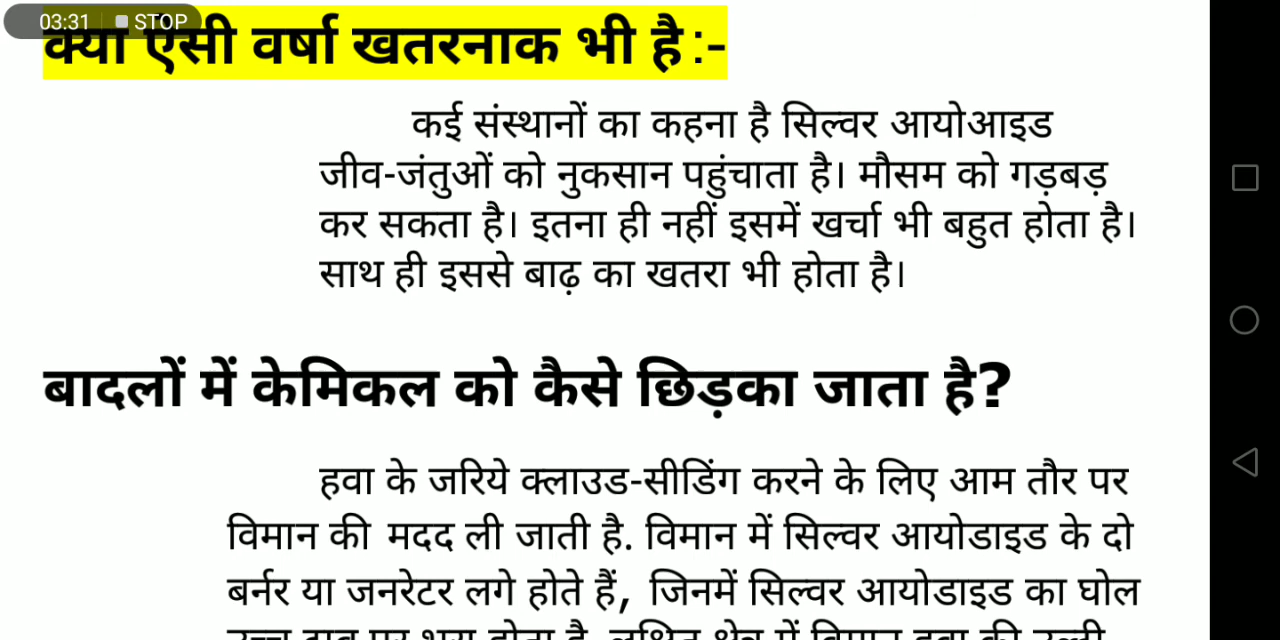 03:31 STOP
क्या ऐसी वर्षा खतरनाक भी है:-
कई संस्थानों का कहना है सिल्वर आयोआइड
जीव-जंतुओं को नुकसान पहुंचाता है। मौसम को गड़बड़
कर सकता है। इतना ही नहीं इसमें खर्चा भी बहुत होता है।
साथ ही इससे बाढ़ का खतरा भी होता है।
बादलों में केमिकल को कैसे छिड़का जाता है?
हवा के जरिये क्लाउड-सीडिंग करने के लिए आम तौर पर
विमान की मदद ली जाती है. विमान में सिल्वर आयोडाइड के दो
बर्नर या जनरेटर लगे होते हैं, जिनमें सिल्वर आयोडाइड का घोल